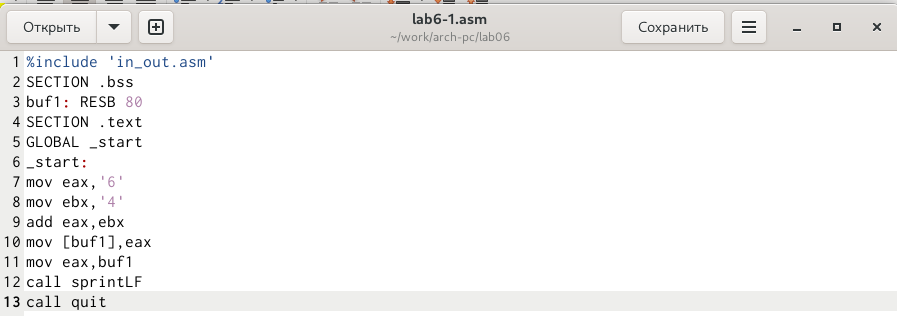 Открыть
lab6-1.asm
~/work/arch-pc/lab06
Сохранить
1 %include 'in_out.asm'
2 SECTION .bss
3 buf1: RESB 80
4 SECTION .text
5 GLOBAL _start
6 _start:
7 mov eax,'6'
8 mov ebx,'4'
9 add eax,ebx
10 mov [buf1],eax
11 mov eax,buf1
12 call sprintLF
13 call quit